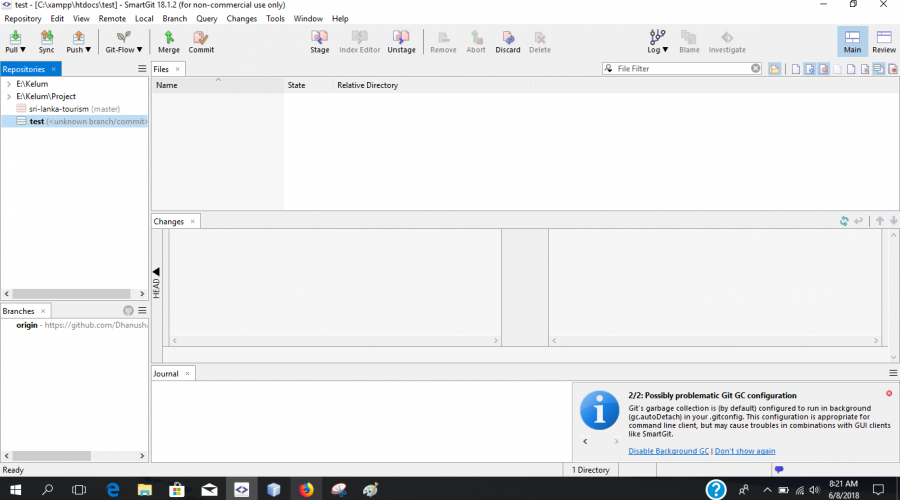 test - [C:\xampp\htdocs\test] - SmartGit 18.1.2 (for non-commercial use only)
Repository Edit View Remote Local Branch Query Changes Tools Window Help
Pull Sync Push Git-Flow Merge Commit Stage Index Editor Unstage Remove Abort Discard Delete Log Blame Investigate Main Review
Repositories
E:\Kelum
E:\Kelum\Project
sri-lanka-tourism (master)
test (<unknown branch/commit>
Files
File Filter
Name State Relative Directory
Changes
HEAD
Branches
origin - https://github.com/Dhanush
Journal
2/2: Possibly problematic Git GC configuration
Git's garbage collection is (by default) configured to run in background
(gc.autoDetach) in your .gitconfig. This configuration is appropriate for
command line client, but may cause troubles in combinations with GUI clients
like SmartGit.
Disable Background GC | Don't show again
Ready
1 Directory
8:21 AM
6/8/2018